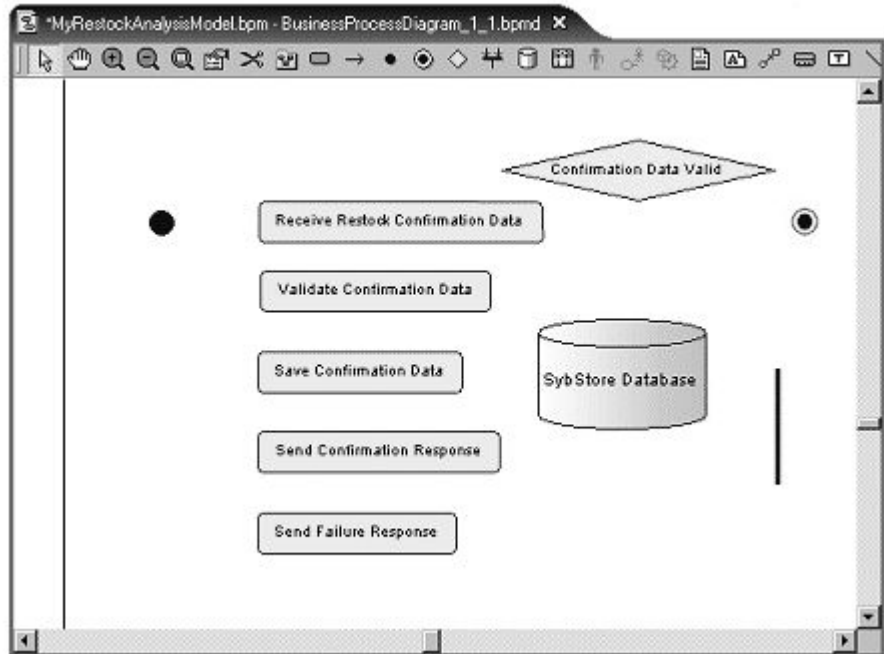 *MyRestockAnalysisModel.bpm - BusinessProcessDiagram_1_1.bpmd X
Confirmation Data Valid
Receive Restock Confirmation Data
Validate Confirmation Data
Save Confirmation Data
SybStore Database
Send Confirmation Response
Send Failure Response